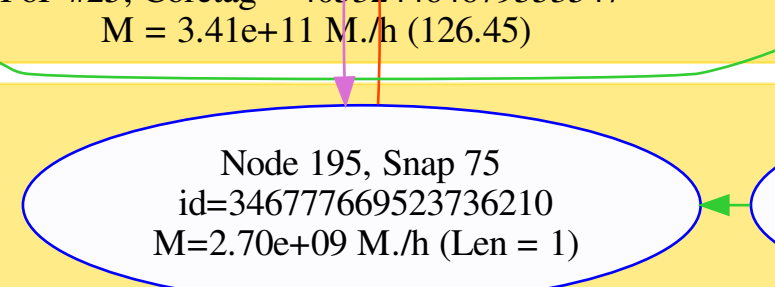 M = 3.41e+11 M./h (126.45)
Node 195, Snap 75
id=346777669523736210
M=2.70e+09 M./h (Len = 1)